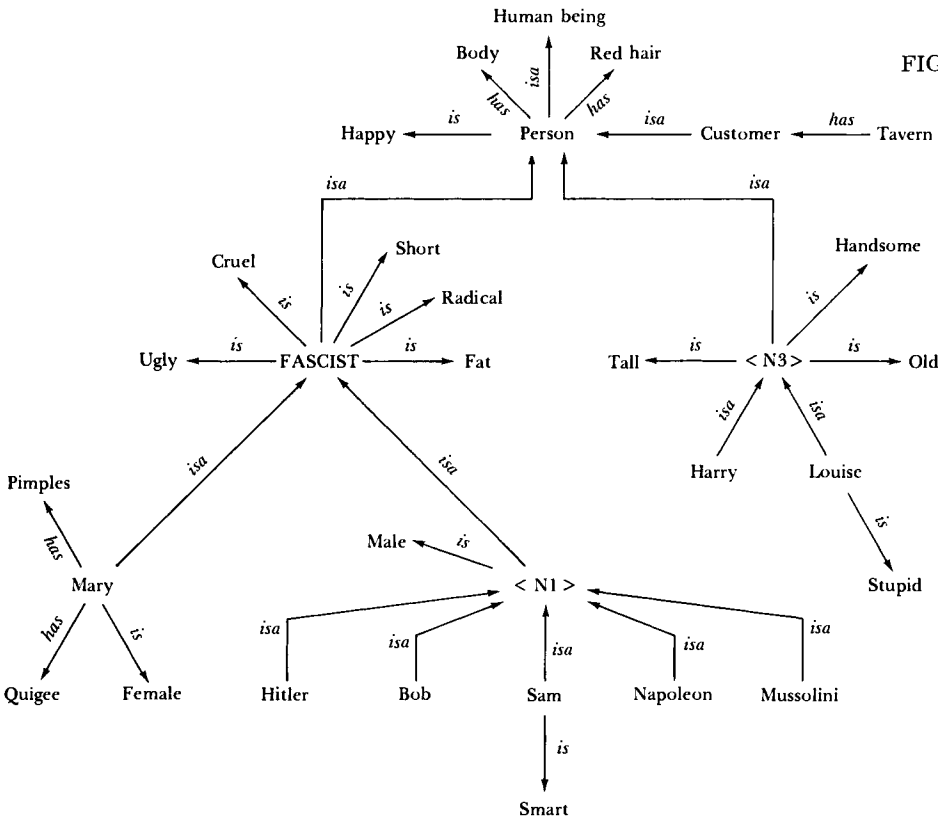 Human being
Body
Red hair
FIG
isa
has
has
Happy
is
Person
isa
Customer
has
Tavern
isa
isa
Short
Handsome
Cruel
is
is
Radical
is
is
Ugly
is
FASCIST
is
Fat
Tall
is
< N3 >
is
Old
isa
isa
isa
isa
Harry
Louise
Pimples
is
has
Male
is
Mary
< N1 >
Stupid
has
is
isa
isa
isa
isa
isa
Quigee
Female
Hitler
Bob
Sam
Napoleon
Mussolini
is
Smart